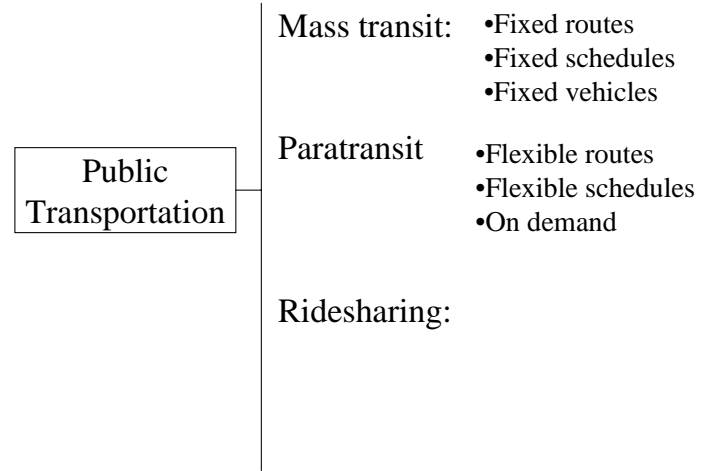 Mass transit:
•Fixed routes
•Fixed schedules
•Fixed vehicles
Public
Transportation
Paratransit
•Flexible routes
•Flexible schedules
•On demand
Ridesharing: